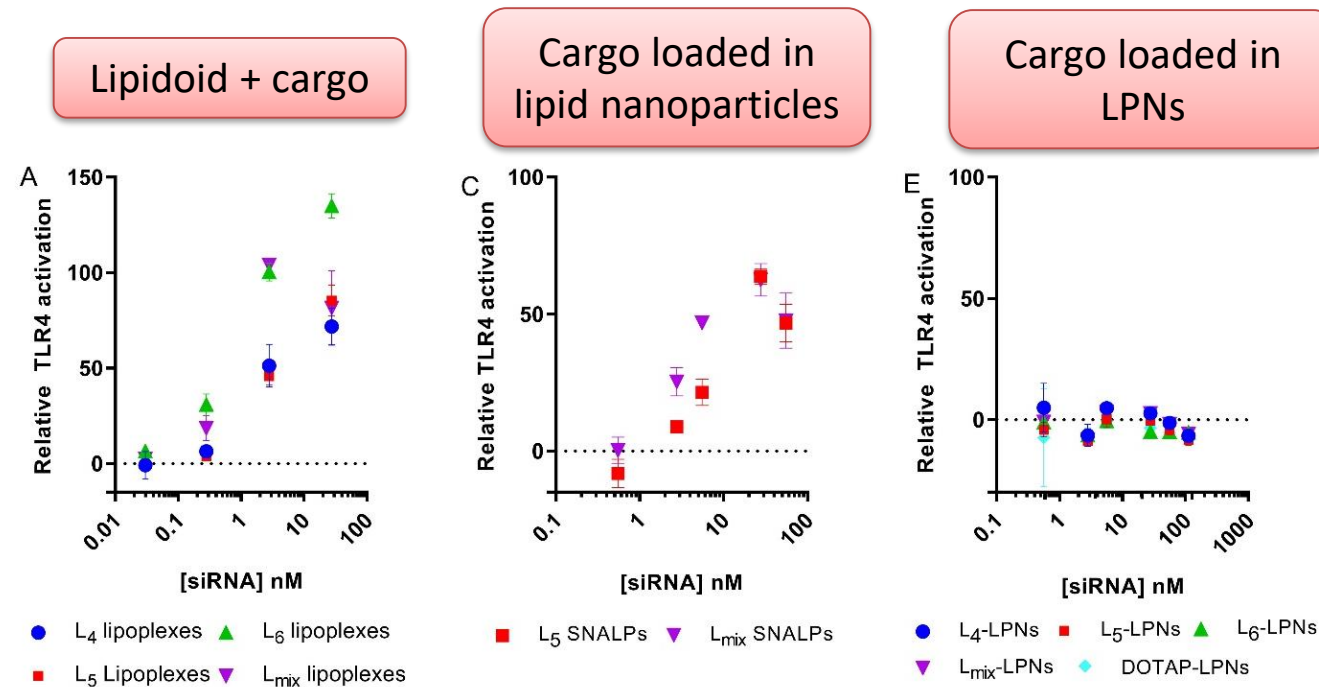 Lipidoid + cargo
Cargo loaded in
lipid nanoparticles
Cargo loaded in
LPNs
A
Relative TLR4 activation
150
100
50
0
0.01
0.1
1
10
100
[siRNA] nM
L4 lipoplexes
L6 lipoplexes
L5 Lipoplexes
Lmix lipoplexes
C
Relative TLR4 activation
100
50
0
1
10
100
[siRNA] nM
L5 SNALPs
Lmix SNALPs
E
Relative TLR4 activation
100
50
0
0.1
1
10
100
1000
[siRNA] nM
L4-LPNs
L5-LPNs
L6-LPNs
Lmix-LPNs
DOTAP-LPNs